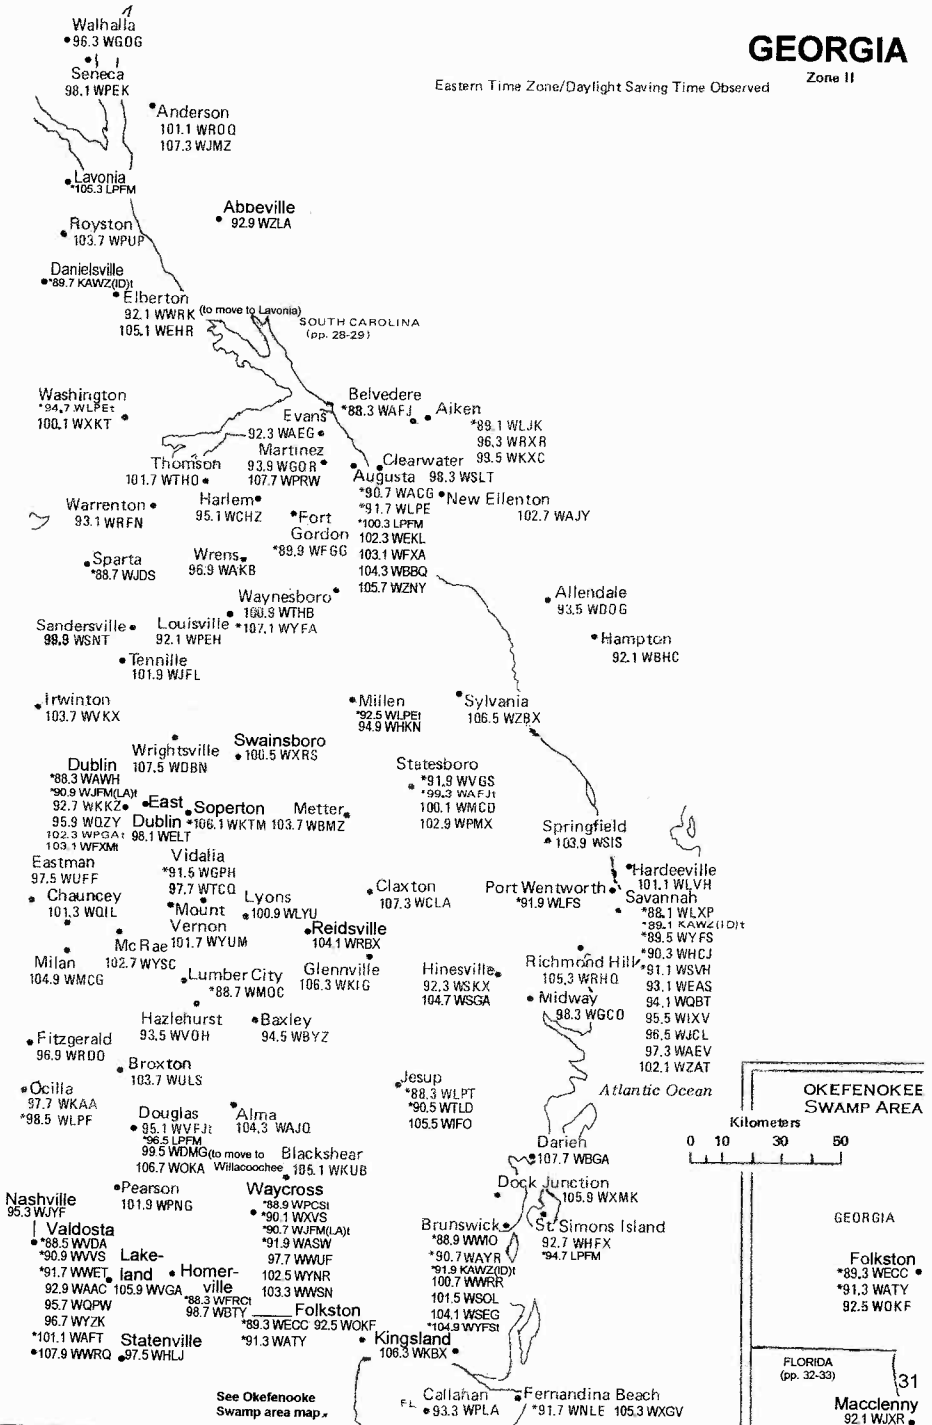 GEORGIA
Zone II
Eastern Time Zone/Daylight Saving Time Observed
Walhalla
•96.3 WGOG
Seneca
98.1 WPEK
Anderson
101.1 WROQ
107.3 WJMZ
Lavonia
*105.3 LPFM
Abbeville
92.9 WZLA
Royston
103.7 WPUP
Danielsville
*89.7 KAWZ(ID)t
Elberton
92.1 WWRK (to move to Lavonia)
105.1 WEHR
SOUTH CAROLINA
(pp. 28-29)
Washington
*94.7 WLPEt
100.1 WXKT
Belvedere
*88.3 WAFJ
Aiken
*89.1 WLJK
96.3 WRXR
99.5 WKXC
Evans
92.3 WAEG
Martinez
93.9 WGOR
107.7 WPRW
Thomson
101.7 WTHO
Clearwater
98.3 WSLT
Augusta
*90.7 WACG
*91.7 WLPE
*100.3 LPFM
102.3 WEKL
103.1 WFXA
104.3 WBBQ
105.7 WZNY
New Ellenton
102.7 WAJY
Warrenton
93.1 WRFN
Harlem
95.1 WCHZ
Fort
Gordon
*89.9 WFGG
Sparta
*88.7 WJDS
Wrens
96.9 WAKB
Waynesboro
100.9 WTHB
*107.1 WYFA
Allendale
93.5 WDOG
Sandersville
99.9 WSNT
Louisville
92.1 WPEH
Hampton
92.1 WBHC
Tennille
101.9 WJFL
Irwinton
103.7 WVKX
Millen
*92.5 WLPEt
94.9 WHKN
Sylvania
106.5 WZBX
Wrightsville
107.5 WDBN
Swainsboro
100.5 WXRS
Dublin
*88.3 WAWH
*90.9 WJFM(LA)t
92.7 WKKZ
95.9 WQZY
102.3 WPGAt
103.1 WFXMt
East
Dublin
98.1 WELT
Soperton
*106.1 WKTM
Metter
103.7 WBMZ
Statesboro
*91.9 WVGS
*99.3 WAFJt
100.1 WMCD
102.9 WPMX
Springfield
103.9 WSIS
Eastman
97.5 WUFF
Vidalia
*91.5 WGPH
97.7 WTCQ
Hardeeville
101.1 WLVH
Chauncey
101.3 WQIL
Mount
Vernon
101.7 WYUM
Lyons
100.9 WLYU
Claxton
107.3 WCLA
Port Wentworth
*91.9 WLFS
Savannah
*88.1 WLXP
*89.1 KAWZ(ID)t
*89.5 WYFS
*90.3 WHCJ
*91.1 WSVH
93.1 WEAS
94.1 WQBT
95.5 WIXV
96.5 WJCL
97.3 WAEV
102.1 WZAT
Reidsville
104.1 WRBX
McRae
102.7 WYSC
Milan
104.9 WMCG
Lumber City
*88.7 WMOC
Glennville
106.3 WKIG
Hinesville
92.3 WSKX
104.7 WSGA
Richmond Hill
105.3 WRHQ
Midway
98.3 WGCO
Hazlehurst
93.5 WVOH
Baxley
94.5 WBYZ
Fitzgerald
96.9 WRDO
Broxton
103.7 WULS
Ocilla
97.7 WKAA
*98.5 WLPF
Jesup
*88.3 WLPT
*90.5 WTLD
105.5 WIFO
Atlantic Ocean
Douglas
95.1 WVFJt
*96.5 LPFM
99.5 WDMG (to move to
Willacoochee
106.7 WOKA
Alma
104.3 WAJQ
Blackshear
105.1 WKUB
Darien
107.7 WBGA
Pearson
101.9 WPNG
Waycross
*88.9 WPCSt
*90.1 WXVS
*90.7 WJFM(LA)t
*91.9 WASW
97.7 WWUF
102.5 WYNR
103.3 WWSN
Dock Junction
105.9 WXMK
Nashville
95.3 WJYF
Valdosta
*88.5 WVDA
*90.9 WVVS
*91.7 WWET
92.9 WAAC
95.7 WQPW
96.7 WYZK
*101.1 WAFT
*107.9 WWRQ
Lake-
land
105.9 WVGA
Homer-
ville
*88.3 WFRCt
98.7 WBTY
Brunswick
*88.9 WWIO
*90.7 WAYR
*91.9 KAWZ(ID)t
100.7 WWRR
101.5 WSOL
104.1 WSEG
*104.9 WYFSt
St. Simons Island
92.7 WHFX
*94.7 LPFM
Folkston
*89.3 WECC 92.5 WOKF
*91.3 WATY
Statenville
97.5 WHLJ
Kingsland
106.3 WKBX
See Okefenooke
Swamp area map
FL
Callahan
93.3 WPLA
Fernandina Beach
*91.7 WNLE 105.3 WXGV
OKEFENOKEE
SWAMP AREA
Kilometers
0 10 30 50
GEORGIA
Folkston
*89.3 WECC
*91.3 WATY
92.5 WOKF
FLORIDA
(pp. 32-33)
31
Macclenny
92.1 WJXR